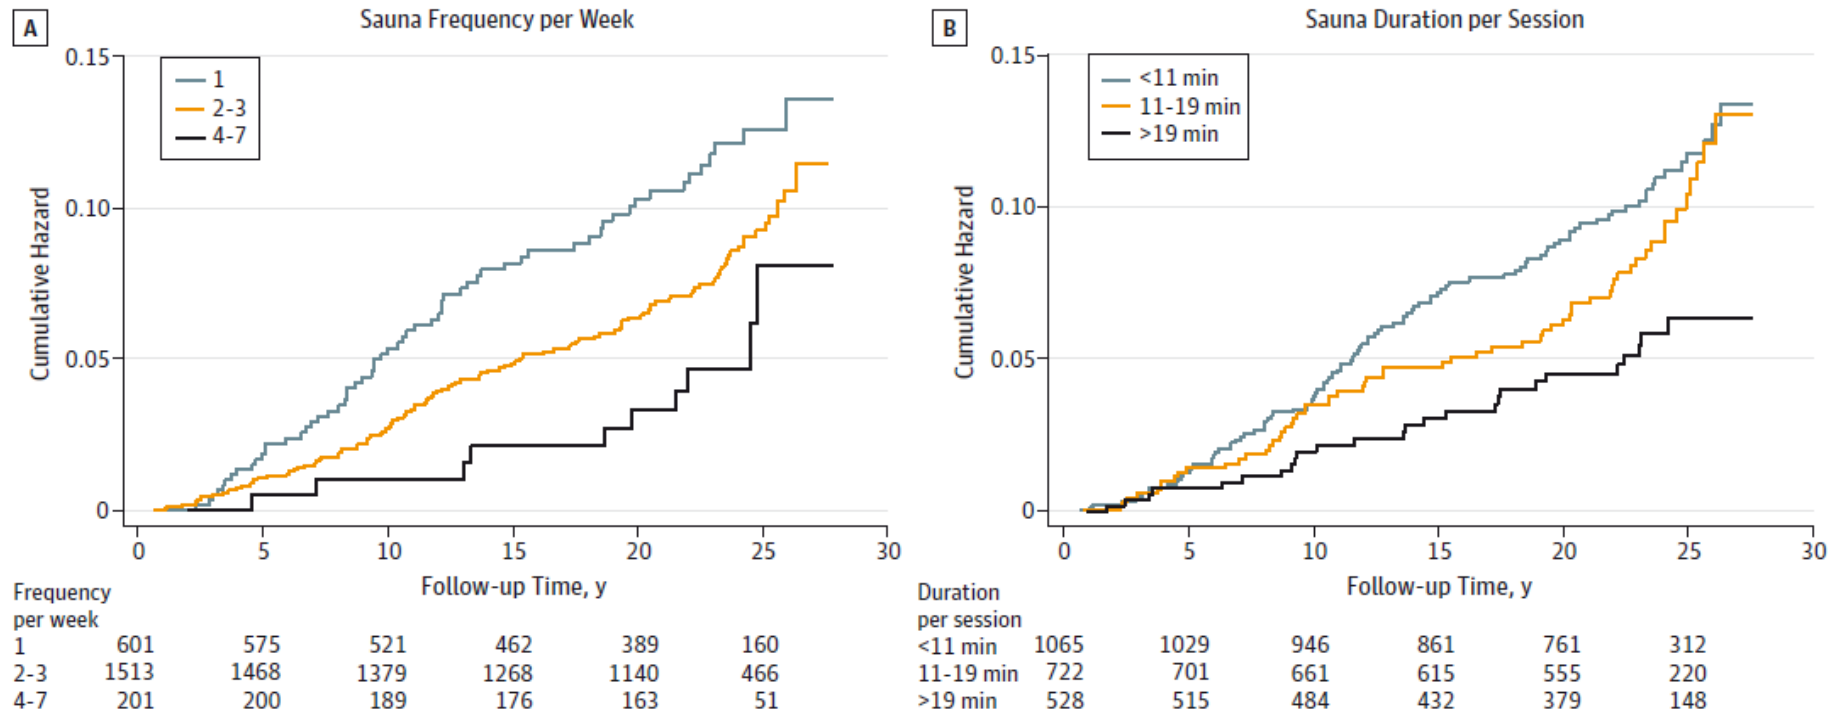 A
Sauna Frequency per Week
0.15
0.10
0.05
0
Cumulative Hazard
1
2-3
4-7
0 5 10 15 20 25 30
Follow-up Time, y
Frequency
per week
1 601 575 521 462 389 160
2-3 1513 1468 1379 1268 1140 466
4-7 201 200 189 176 163 51
B
Sauna Duration per Session
0.15
0.10
0.05
0
Cumulative Hazard
<11 min
11-19 min
>19 min
0 5 10 15 20 25 30
Follow-up Time, y
Duration
per session
<11 min 1065 1029 946 861 761 312
11-19 min 722 701 661 615 555 220
>19 min 528 515 484 432 379 148